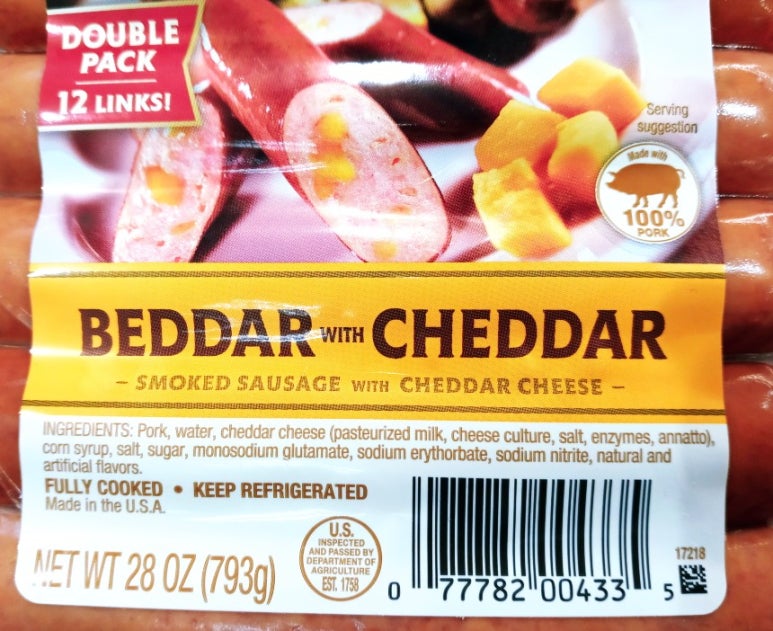 DOUBLE
PACK
12 LINKS!
Serving
suggestion
Made with
100%
PORK
BEDDAR WITH CHEDDAR
- SMOKED SAUSAGE WITH CHEDDAR CHEESE -
INGREDIENTS: Pork, water, cheddar cheese (pasteurized milk, cheese culture, salt, enzymes, annatto),
corn syrup, salt, sugar, monosodium glutamate, sodium erythorbate, sodium nitrite, natural and
artificial flavors.
FULLY COOKED • KEEP REFRIGERATED
Made in the U.S.A.
NET WT 28 OZ (793g)
U.S.
INSPECTED
AND PASSED BY
DEPARTMENT OF
AGRICULTURE
EST. 1758
17218
0 77782 00433 5